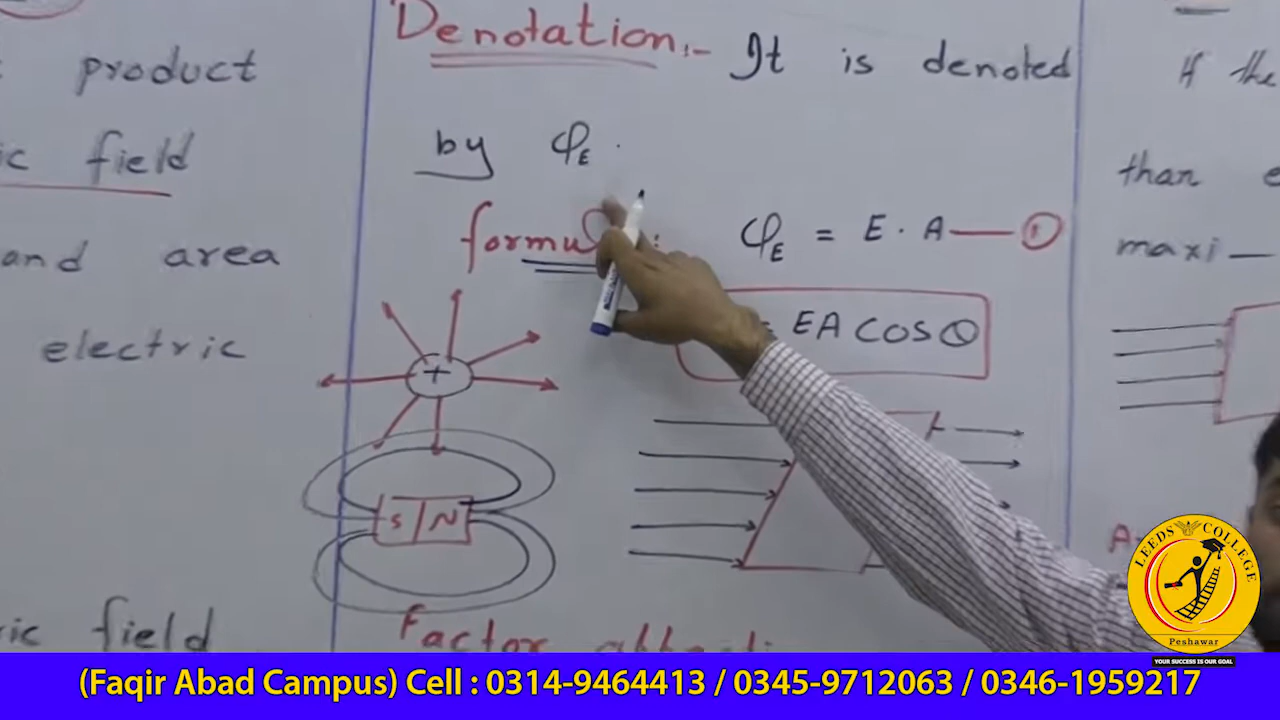 product
ic field
and area
electric
ric field
Denotation:- It is denoted
by φE.
formul : φE = E . A — 1
= EA COS θ
+
S N
Factor
If the
than e
maxi
LEEDS COLLEGE
Peshawar
YOUR SUCCESS IS OUR GOAL
(Faqir Abad Campus) Cell : 0314-9464413 / 0345-9712063 / 0346-1959217